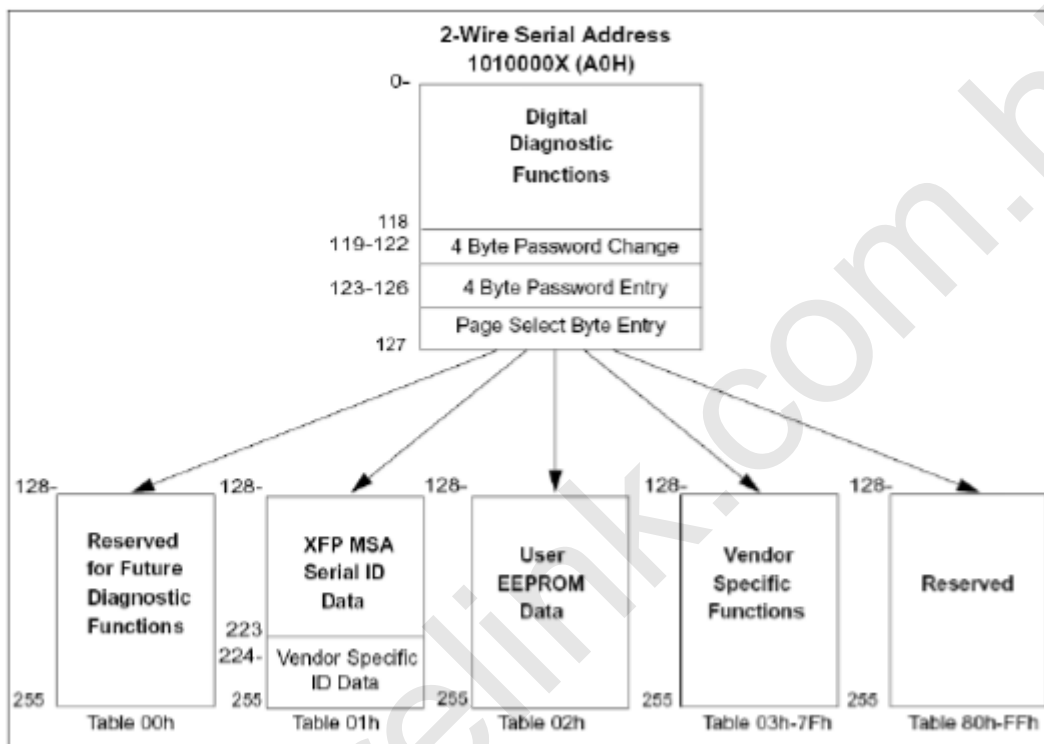 2-Wire Serial Address
1010000X (A0H)
0-
Digital
Diagnostic
Functions
118
119-122 4 Byte Password Change
123-126 4 Byte Password Entry
Page Select Byte Entry
127
128- 128- 128- 128- 128-
Reserved
for Future
Diagnostic
Functions
XFP MSA
Serial ID
Data
223
224- Vendor Specific
ID Data
User
EEPROM
Data
Vendor
Specific
Functions
Reserved
255 255 255 255 255
Table 00h Table 01h Table 02h Table 03h-7Fh Table 80h-FFh
elink.com.